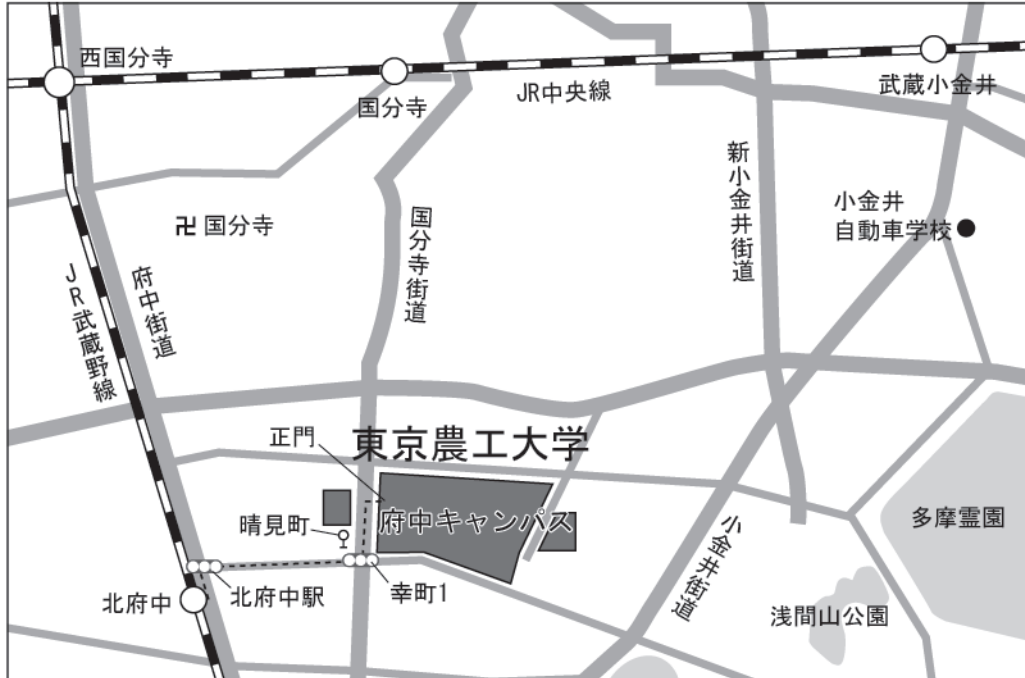 西国分寺
国分寺
JR中央線
武蔵小金井
卍国分寺
国分寺街道
新小金井街道
小金井
自動車学校
JR武蔵野線
府中街道
正門
東京農工大学
府中キャンパス
晴見町
北府中
北府中駅
幸町1
小金井街道
多摩霊園
浅間山公園